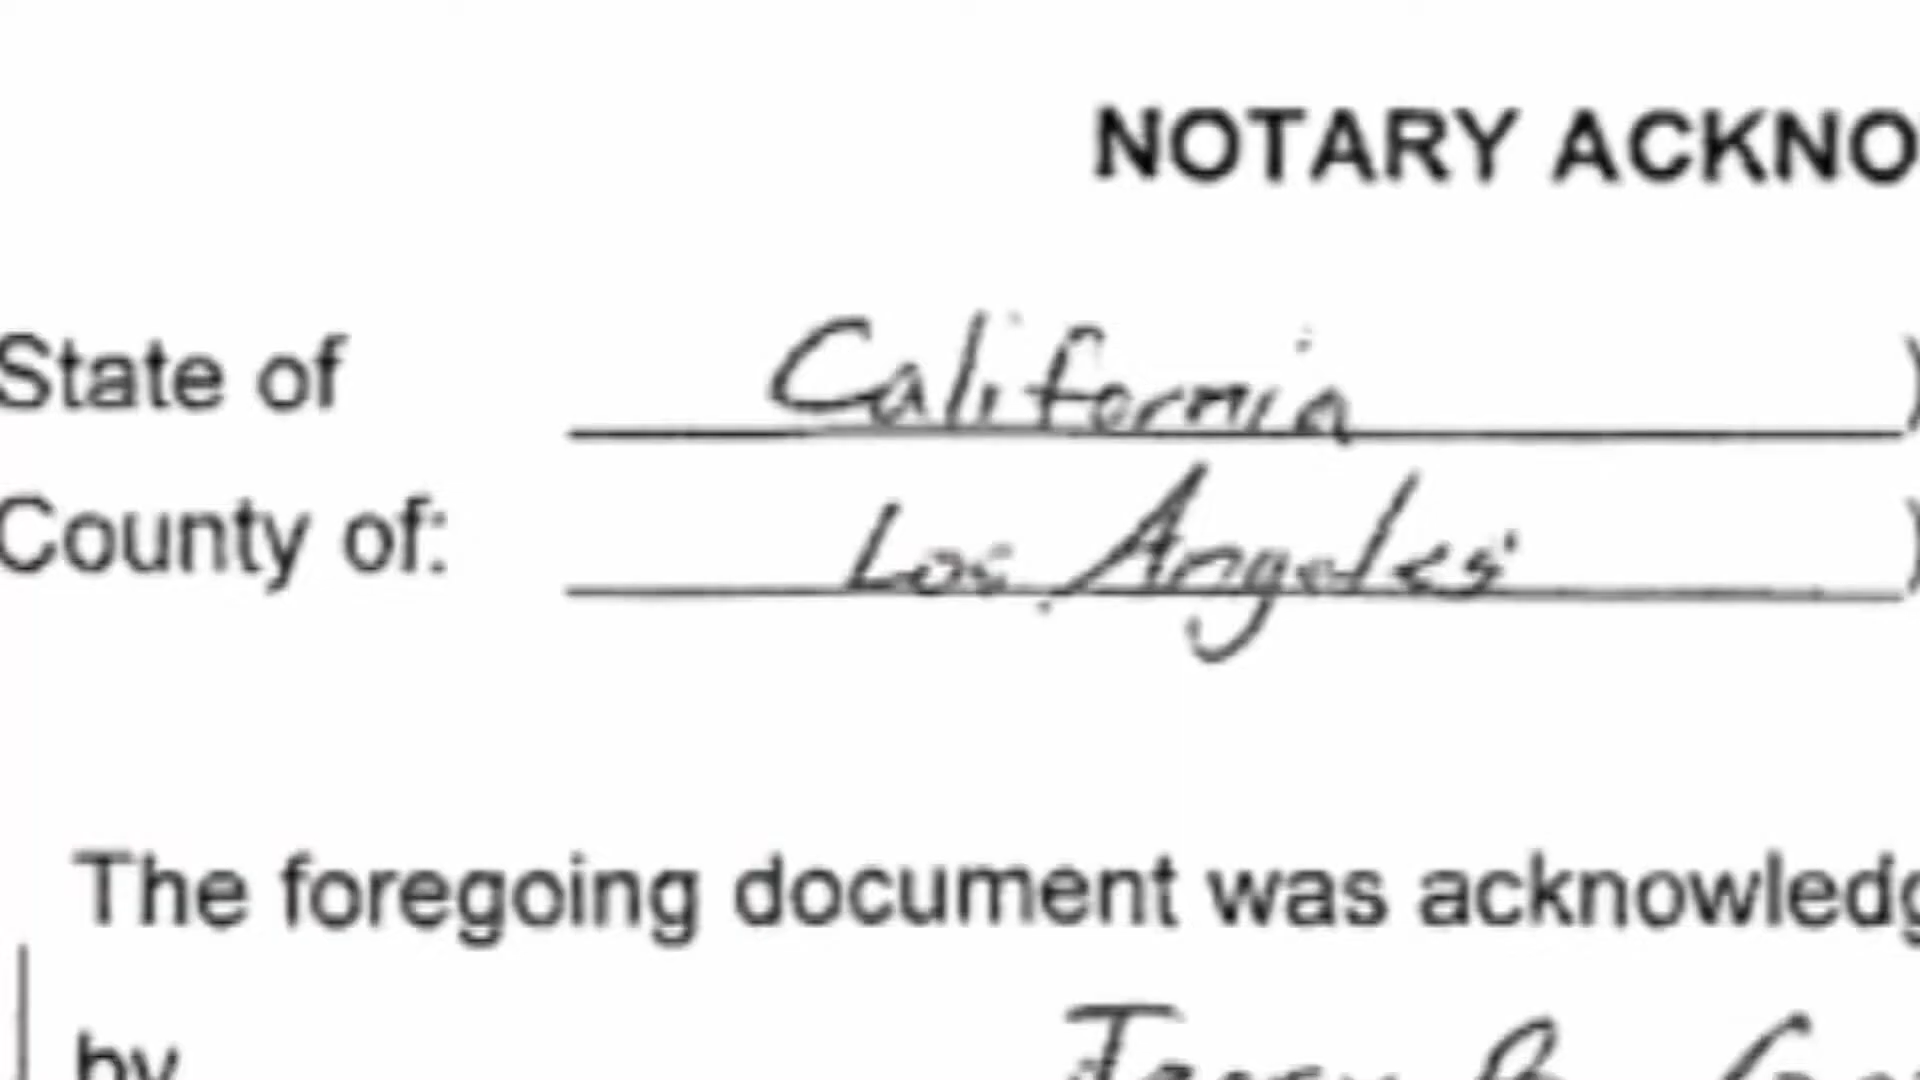 NOTARY ACKNO
State of California )
County of: Los Angeles )
The foregoing document was acknowledg
by